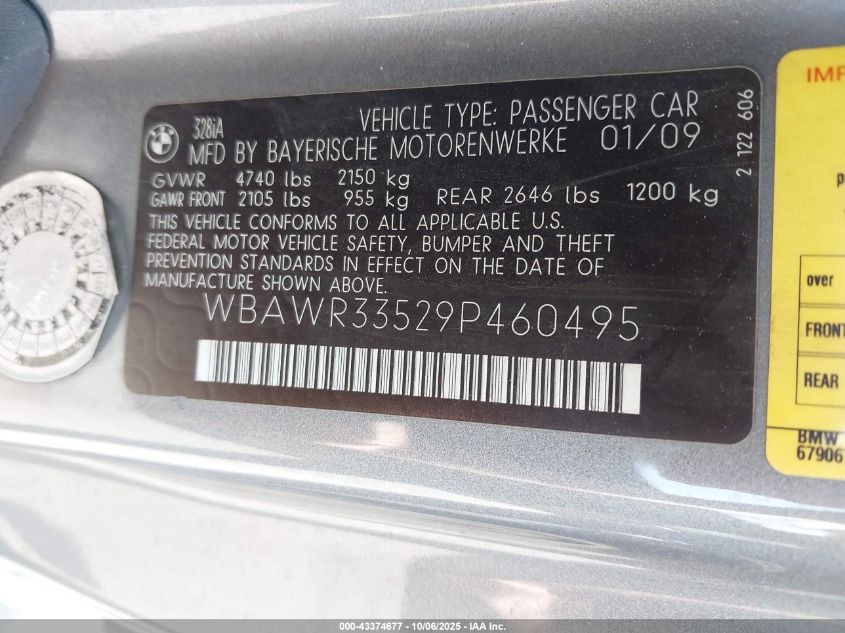 BMW
328iA
VEHICLE TYPE: PASSENGER CAR
MFD BY BAYERISCHE MOTORENWERKE 01/09
GVWR 4740 lbs 2150 kg
GAWR FRONT 2105 lbs 955 kg REAR 2646 lbs 1200 kg
THIS VEHICLE CONFORMS TO ALL APPLICABLE U.S.
FEDERAL MOTOR VEHICLE SAFETY, BUMPER AND THEFT
PREVENTION STANDARDS IN EFFECT ON THE DATE OF
MANUFACTURE SHOWN ABOVE.
WBAWR33529P460495
2 122 606
IMP
p
over
FRONT
REAR
BMW
67906
000-43374677 - 10/06/2025 - IAA Inc.